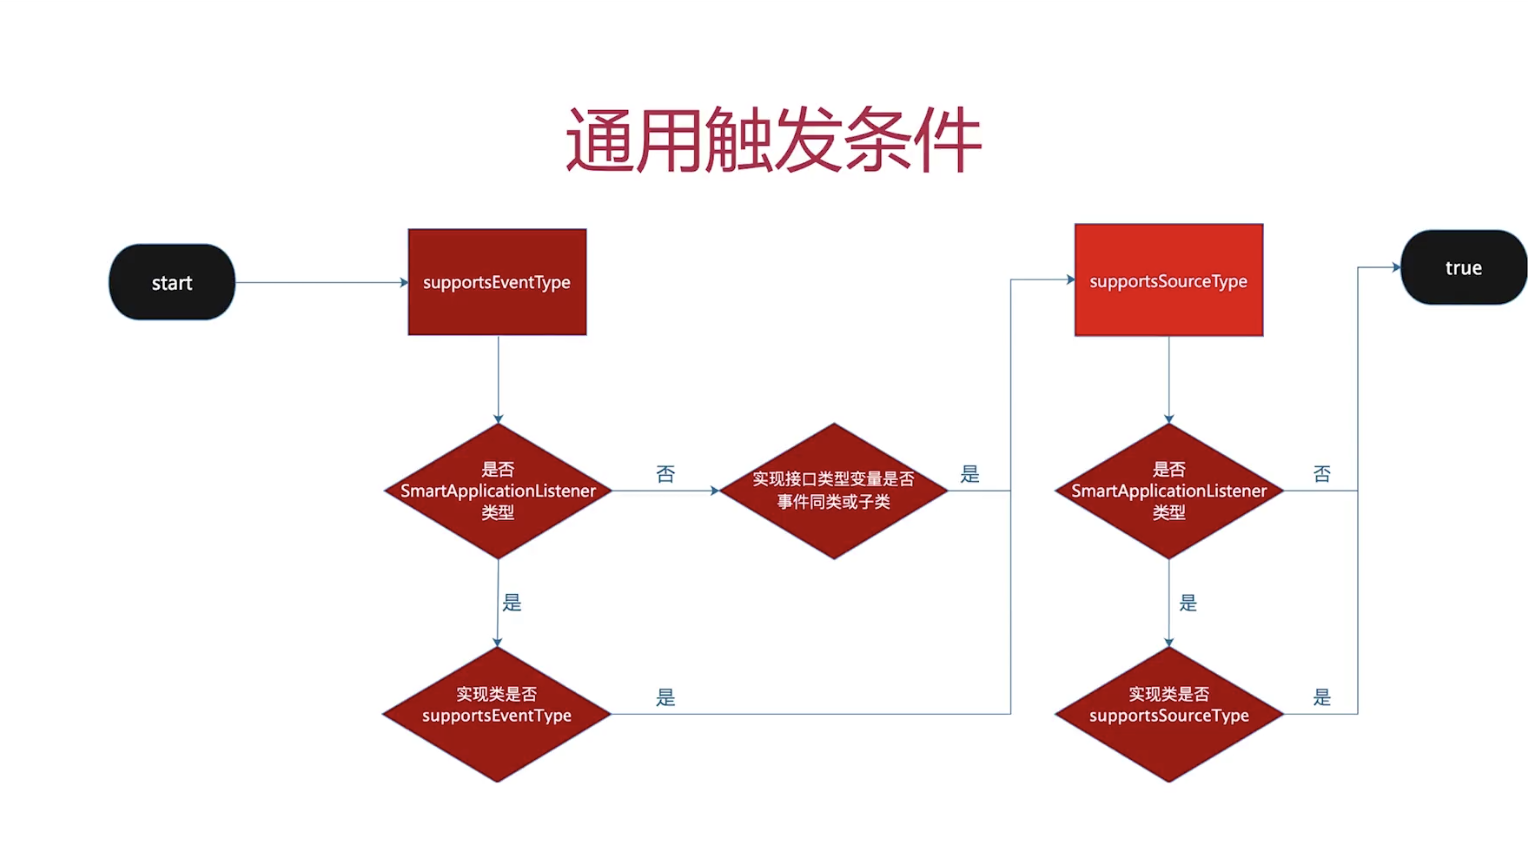 通用触发条件
start
supportsEventType
supportsSourceType
true
是否
SmartApplicationListener
类型
否
实现接口类型变量是否
事件同类或子类
是
是否
SmartApplicationListener
类型
否
是
是
实现类是否
supportsEventType
是
实现类是否
supportsSourceType
是